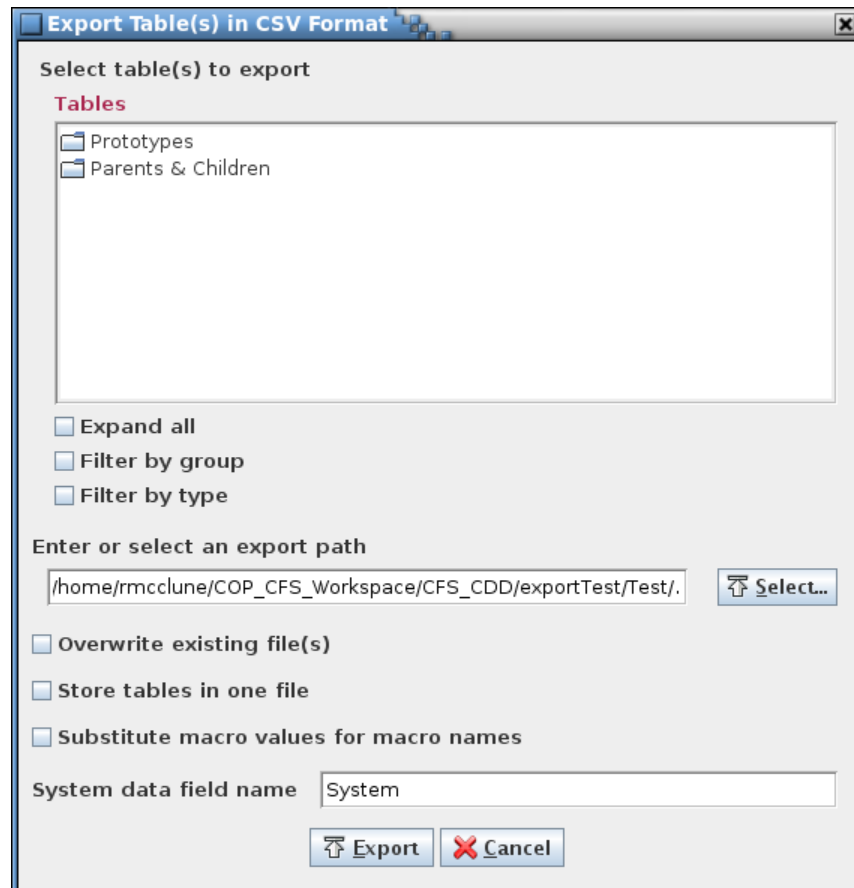 Export Table(s) in CSV Format
Select table(s) to export
Tables
Prototypes
Parents & Children
Expand all
Filter by group
Filter by type
Enter or select an export path
/home/rmcclune/COP_CFS_Workspace/CFS_CDD/exportTest/Test/. Select...
Overwrite existing file(s)
Store tables in one file
Substitute macro values for macro names
System data field name System
Export Cancel